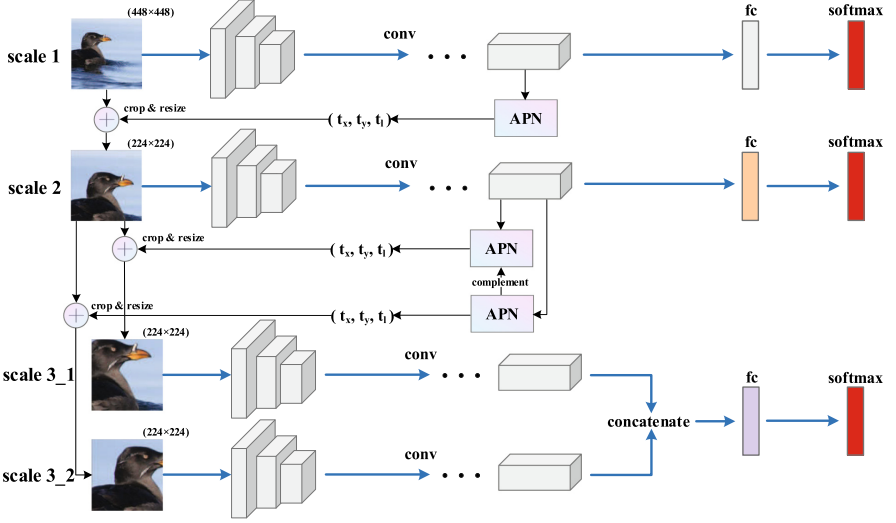 (448×448)
scale 1
conv
. . .
fc
softmax
crop & resize
( tx, ty, tl )
APN
(224×224)
scale 2
conv
. . .
fc
softmax
crop & resize
( tx, ty, tl )
APN
complement
crop & resize
( tx, ty, tl )
APN
(224×224)
scale 3_1
conv
. . .
fc
softmax
concatenate
(224×224)
scale 3_2
conv
. . .